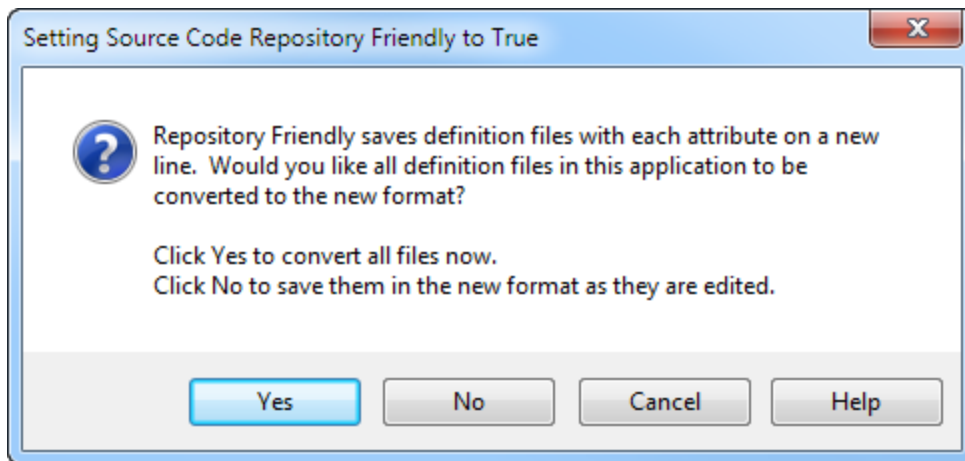 Setting Source Code Repository Friendly to True
Repository Friendly saves definition files with each attribute on a new
line.  Would you like all definition files in this application to be
converted to the new format?
Click Yes to convert all files now.
Click No to save them in the new format as they are edited.
Yes No Cancel Help